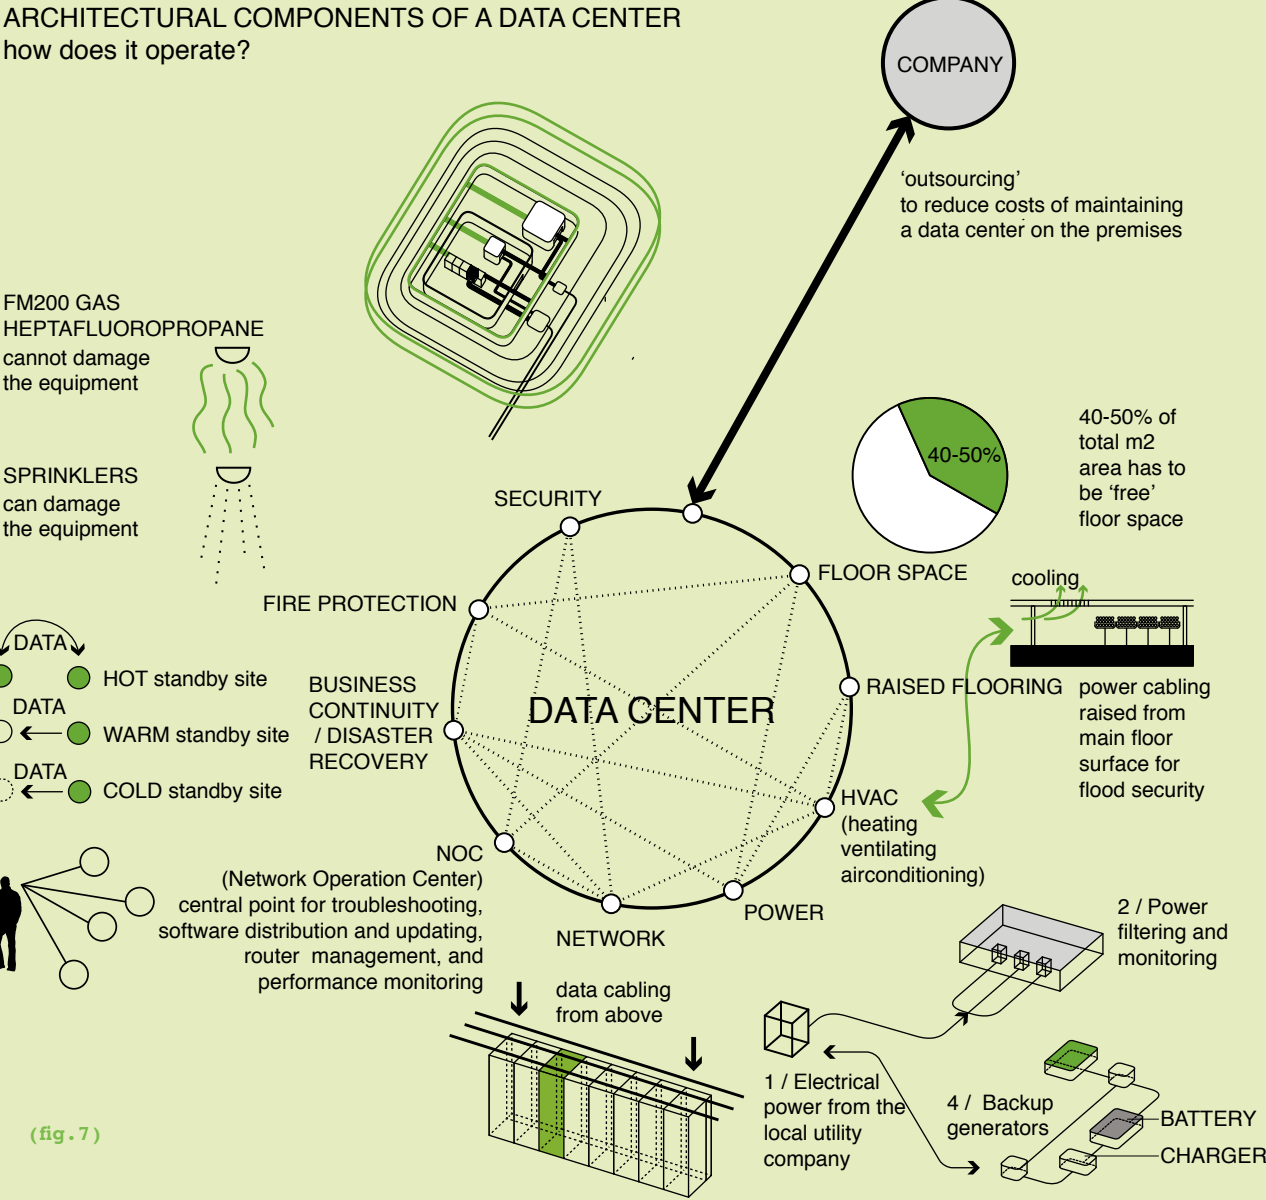 ARCHITECTURAL COMPONENTS OF A DATA CENTER
how does it operate?
COMPANY
‘outsourcing’
to reduce costs of maintaining
a data center on the premises
FM200 GAS
HEPTAFLUOROPROPANE
cannot damage
the equipment
SPRINKLERS
can damage
the equipment
40-50%
40-50% of
total m2
area has to
be ‘free’
floor space
SECURITY
FLOOR SPACE
cooling
FIRE PROTECTION
DATA
HOT standby site
DATA
WARM standby site
DATA
COLD standby site
BUSINESS
CONTINUITY
/ DISASTER
RECOVERY
DATA CENTER
RAISED FLOORING
power cabling
raised from
main floor
surface for
flood security
HVAC
(heating
ventilating
airconditioning)
NOC
(Network Operation Center)
central point for troubleshooting,
software distribution and updating,
router management, and
performance monitoring
POWER
NETWORK
data cabling
from above
2 / Power
filtering and
monitoring
1 / Electrical
power from the
local utility
company
4 / Backup
generators
BATTERY
CHARGER
(fig.7)